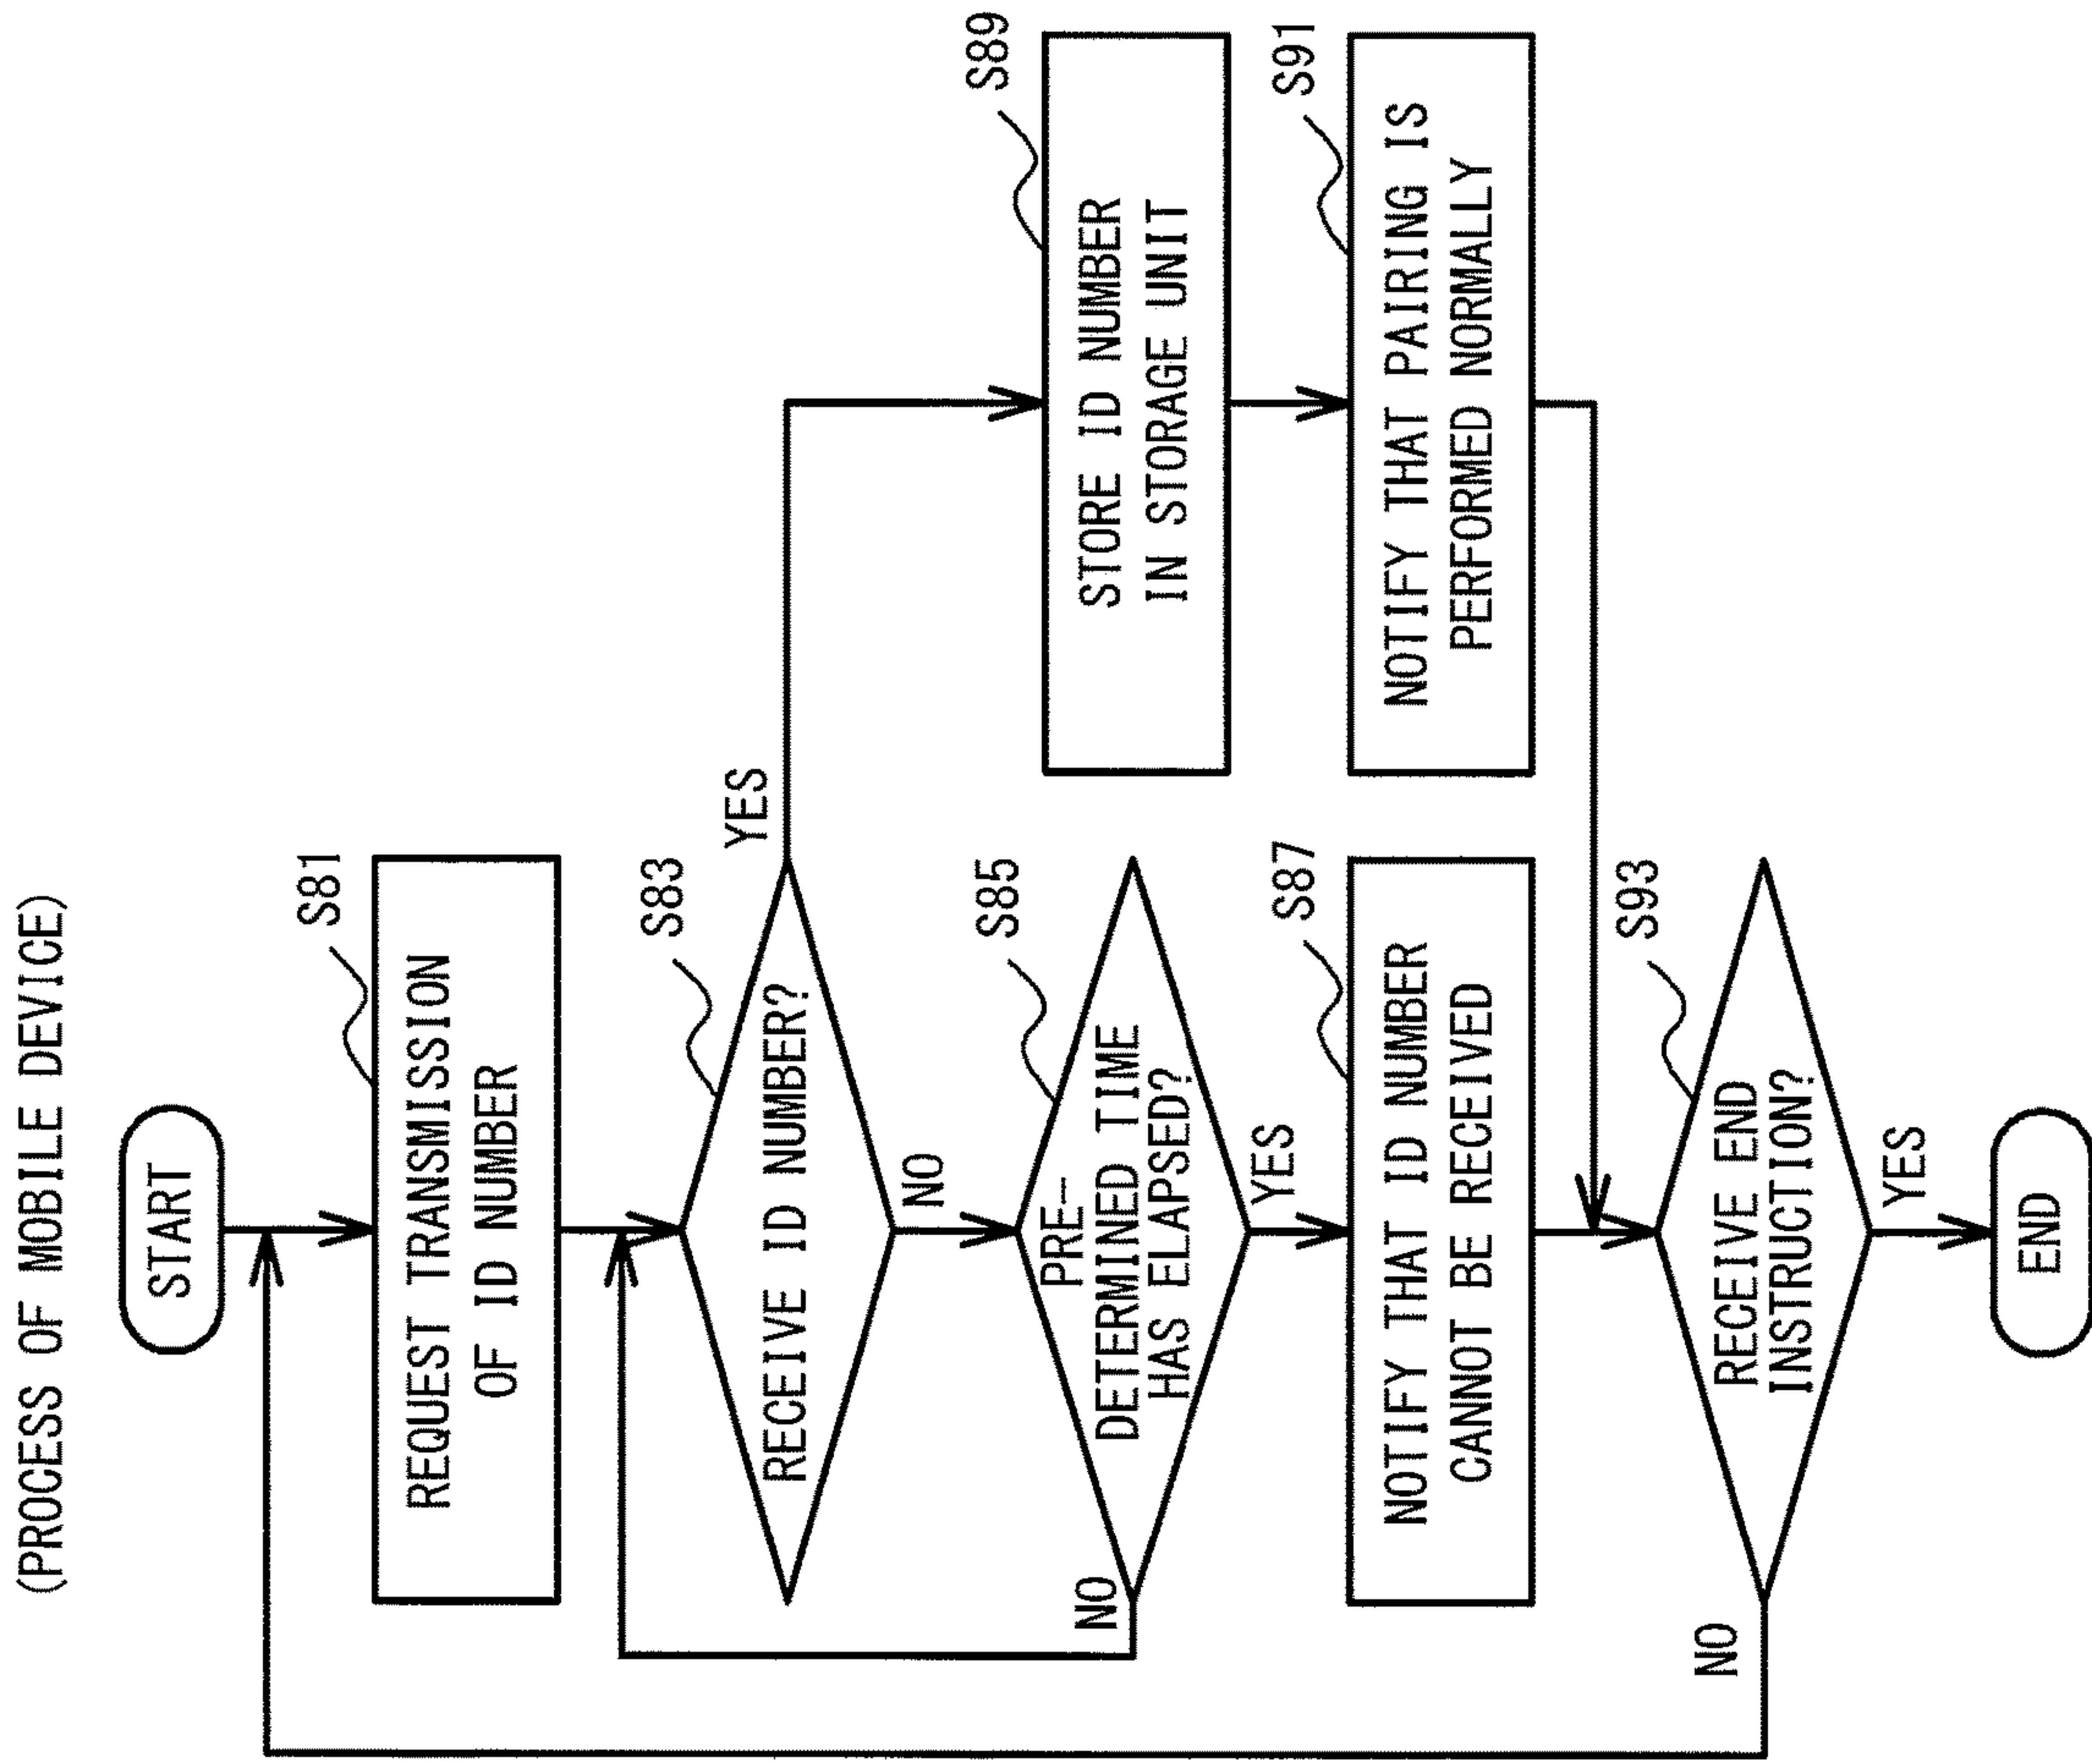 (PROCESS OF MOBILE DEVICE)
START
S81
REQUEST TRANSMISSION
OF ID NUMBER
S83
RECEIVE ID NUMBER?
YES
NO
S85
PRE-
DETERMINED TIME
HAS ELAPSED?
NO
YES
S87
NOTIFY THAT ID NUMBER
CANNOT BE RECEIVED
S89
STORE ID NUMBER
IN STORAGE UNIT
S91
NOTIFY THAT PAIRING IS
PERFORMED NORMALLY
S93
RECEIVE END
INSTRUCTION?
NO
YES
END